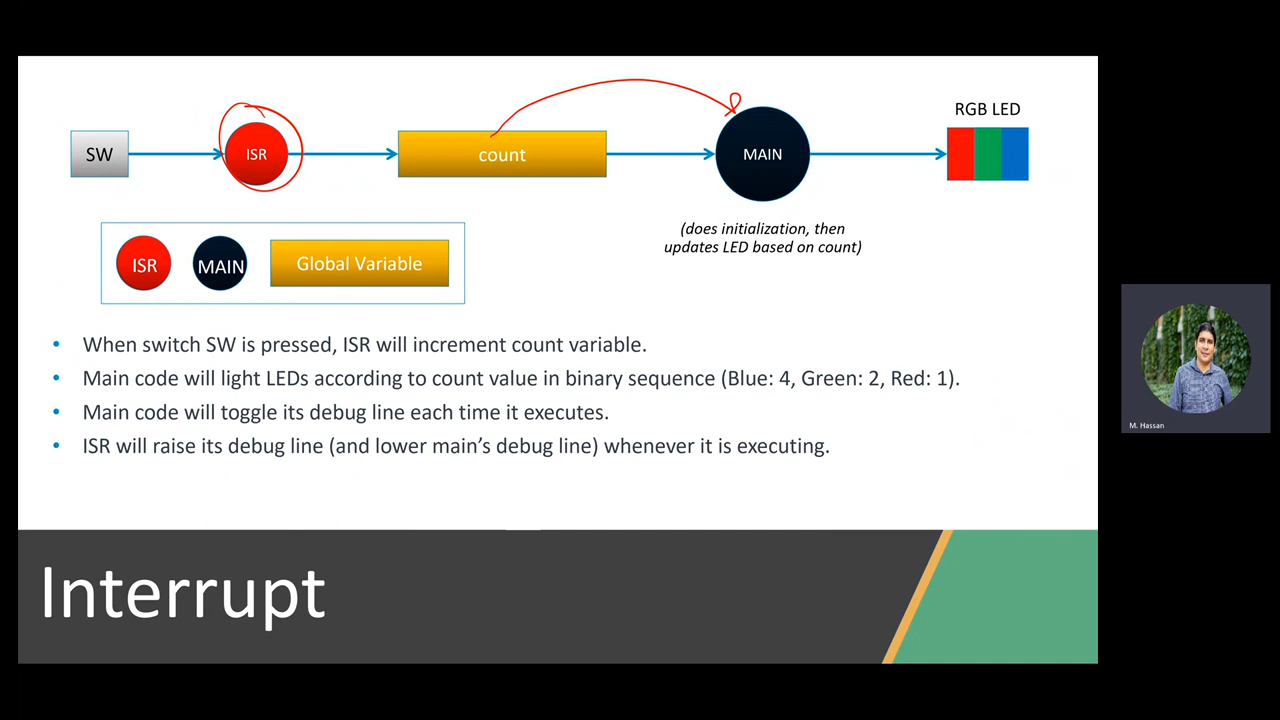 RGB LED
SW
ISR
count
MAIN
(does initialization, then
updates LED based on count)
ISR
MAIN
Global Variable
• When switch SW is pressed, ISR will increment count variable.
• Main code will light LEDs according to count value in binary sequence (Blue: 4, Green: 2, Red: 1).
• Main code will toggle its debug line each time it executes.
• ISR will raise its debug line (and lower main’s debug line) whenever it is executing.
Interrupt
M. Hassan